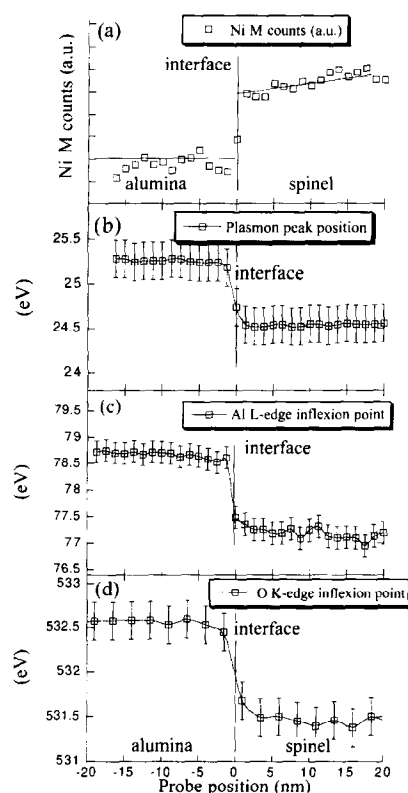 (a)
Ni M counts (a.u.)
Ni M counts (a.u.)
interface
alumina
spinel
(b)
Plasmon peak position
25.5
interface
25
(eV)
24.5
24
(c)
Al L-edge inflexion point
79.5
79
interface
78.5
(eV)
78
77.5
77
76.5
533
(d)
O K-edge inflexion point
532.5
interface
532
(eV)
531.5
alumina
spinel
531
-20 -15 -10 -5 0 5 10 15 20
Probe position (nm)